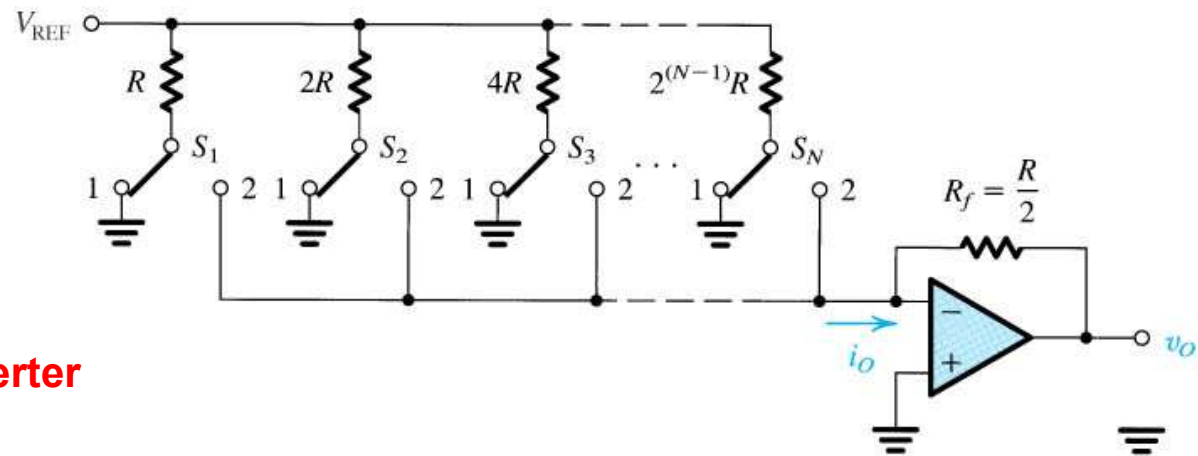 V_REF
R 2R 4R 2^(N−1)R
S_1 S_2 S_3 . . . S_N
1 2 1 2 1 2 1 2
R_f = R/2
−
i_O + v_O
erter